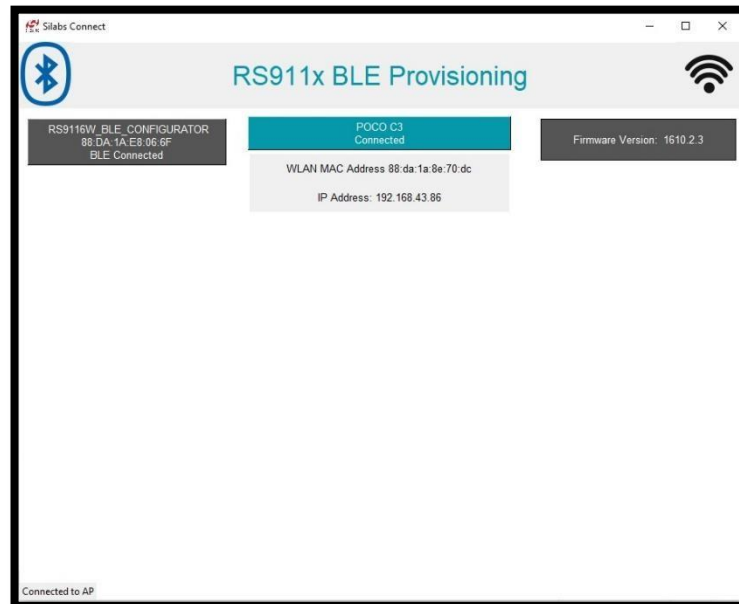 Silabs Connect
RS911x BLE Provisioning
RS9116W_BLE_CONFIGURATOR
88:DA:1A:E8:06:6F
BLE Connected
POCO C3
Connected
WLAN MAC Address 88:da:1a:8e:70:dc
IP Address: 192.168.43.86
Firmware Version: 1610.2.3
Connected to AP